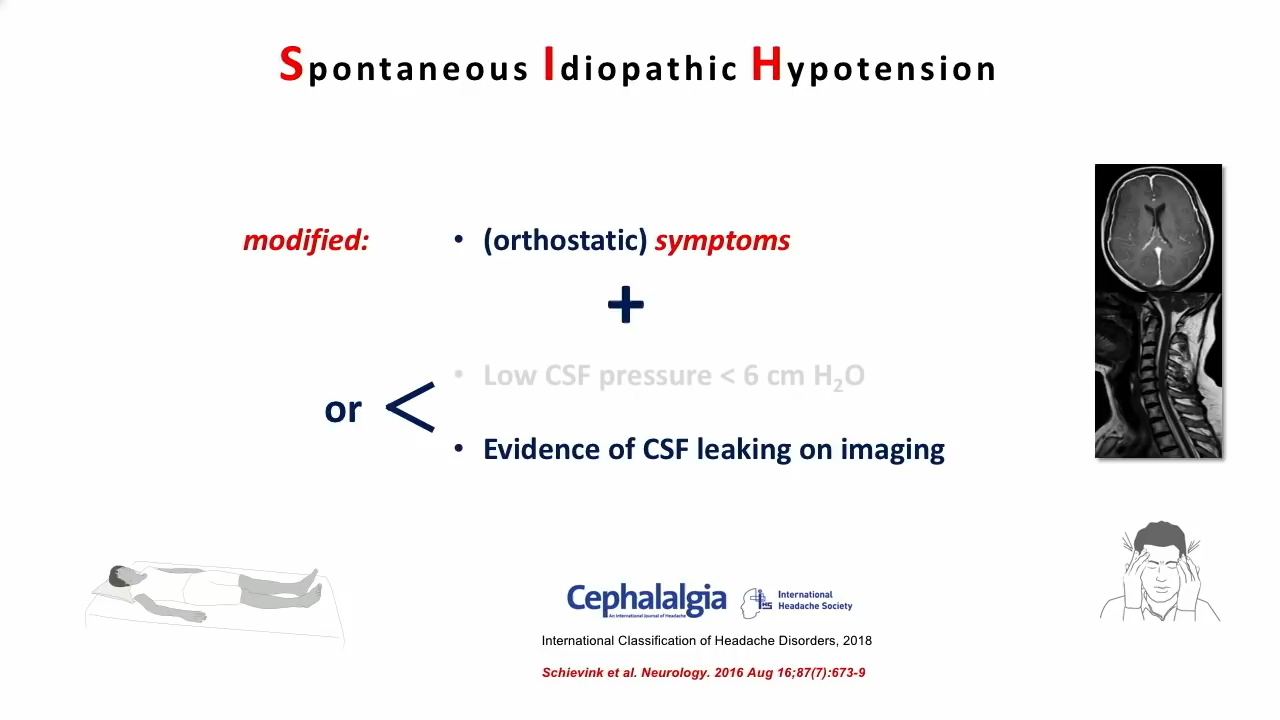 Spontaneous Idiopathic Hypotension
modified:
• (orthostatic) symptoms
+
• Low CSF pressure < 6 cm H₂O
or <
• Evidence of CSF leaking on imaging
Cephalalgia
An International Journal of Headache
International
Headache Society
International Classification of Headache Disorders, 2018
Schievink et al. Neurology. 2016 Aug 16;87(7):673-9